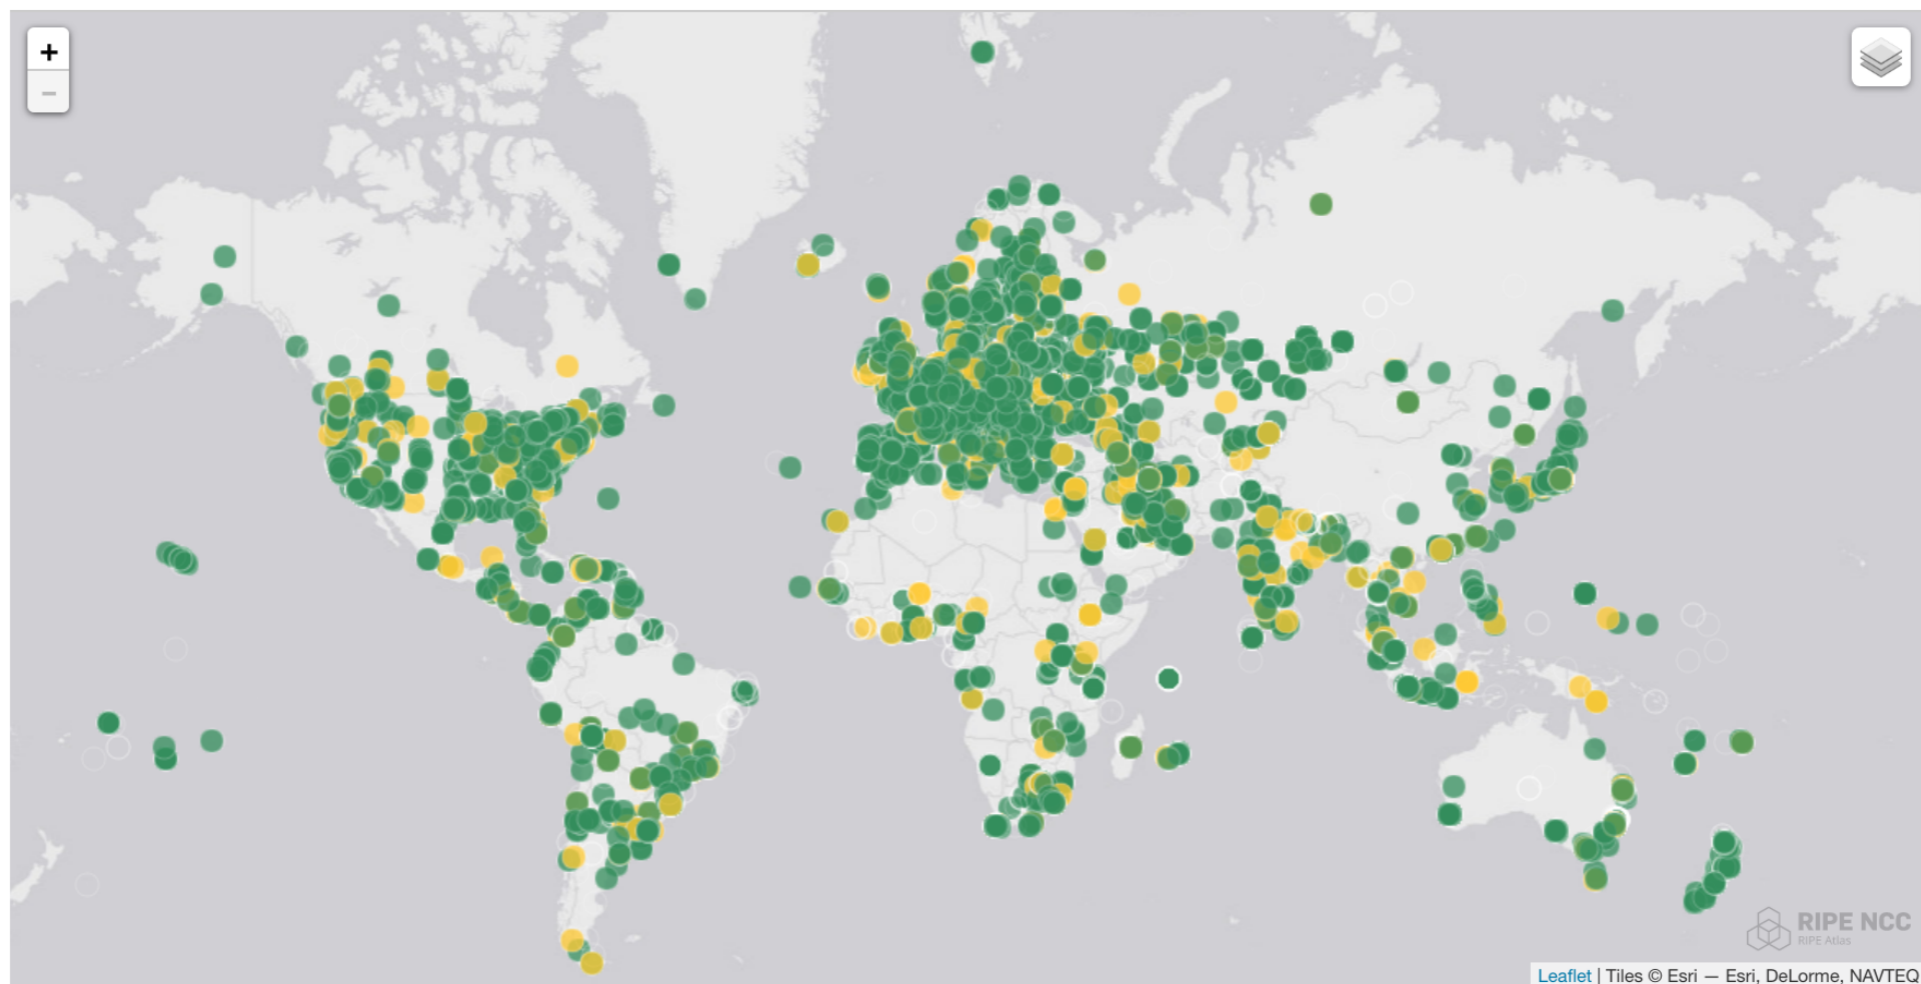 +
−
RIPE NCC
RIPE Atlas
Leaflet | Tiles © Esri — Esri, DeLorme, NAVTEQ